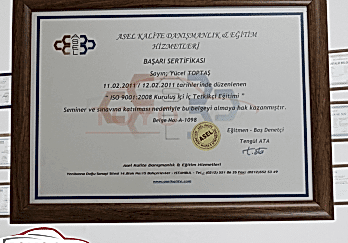 ASEL KALİTE DANIŞMANLIK & EĞİTİM
HİZMETLERİ
BAŞARI SERTİFİKASI
Sayın; Yücel TOPTAŞ
11.02.2011 / 12.02.2011 tarihlerinde düzenlenen
" ISO 9001:2008 Kuruluş İçi İç Tetkikçi Eğitimi "
Seminer ve sınavına katılması nedeniyle bu belgeyi almaya hak kazanmıştır.
Belge No: A-1098
ASEL
Eğitmen - Baş Denetçi
Tengül ATA
Asel Kalite Danışmanlık & Eğitim Hizmetleri